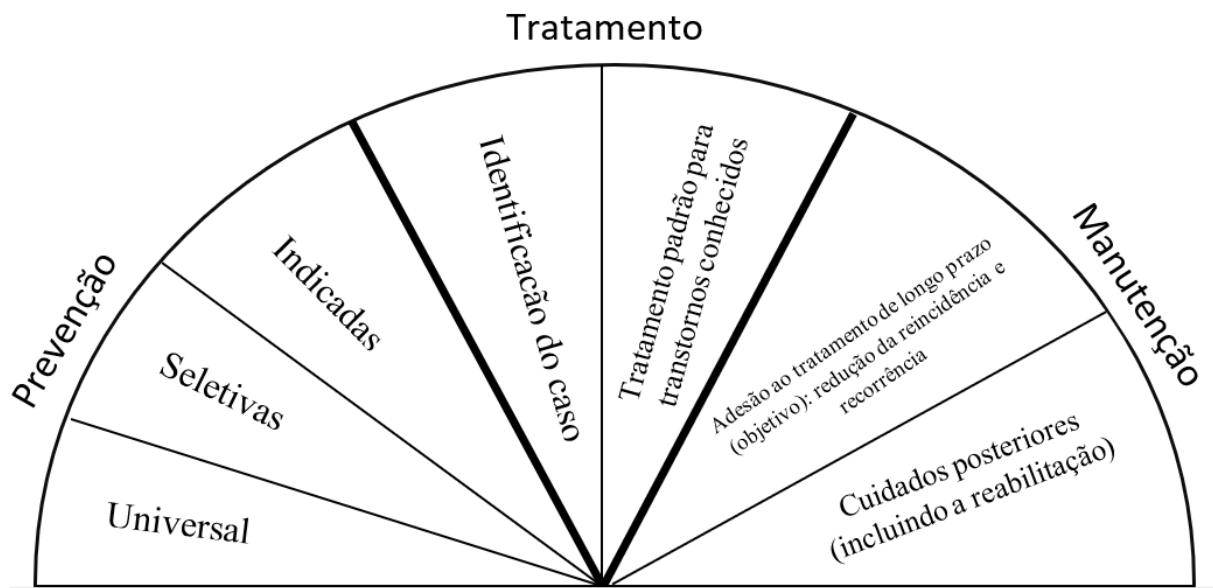 Tratamento
Prevenção
Manutenção
Universal
Seletivas
Indicadas
Identificacão do caso
Tratamento padrão para
transtornos conhecidos
Adesão ao tratamento de longo prazo
(objetivo): redução da reincidência e
recorrência
Cuidados posteriores
(incluindo a reabilitação)